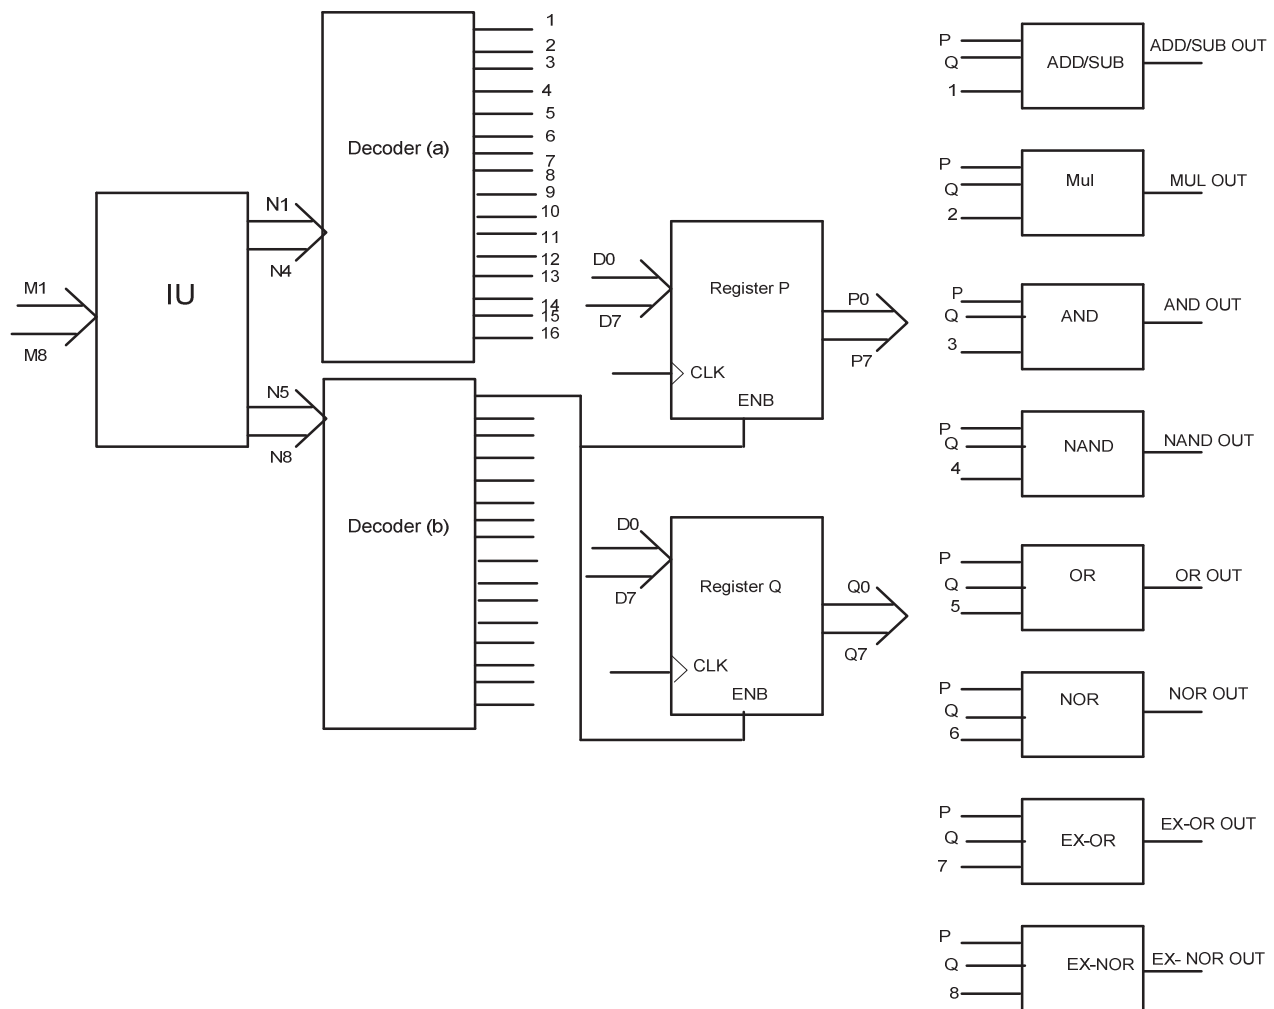 M1
M8
IU
N1
N4
N5
N8
Decoder (a)
1
2
3
4
5
6
7
8
9
10
11
12
13
14
15
16
Decoder (b)
D0
D7
Register P
CLK
ENB
P0
P7
D0
D7
Register Q
CLK
ENB
Q0
Q7
P
Q
1
ADD/SUB
ADD/SUB OUT
P
Q
2
Mul
MUL OUT
P
Q
3
AND
AND OUT
P
Q
4
NAND
NAND OUT
P
Q
5
OR
OR OUT
P
Q
6
NOR
NOR OUT
P
Q
7
EX-OR
EX-OR OUT
P
Q
8
EX-NOR
EX- NOR OUT